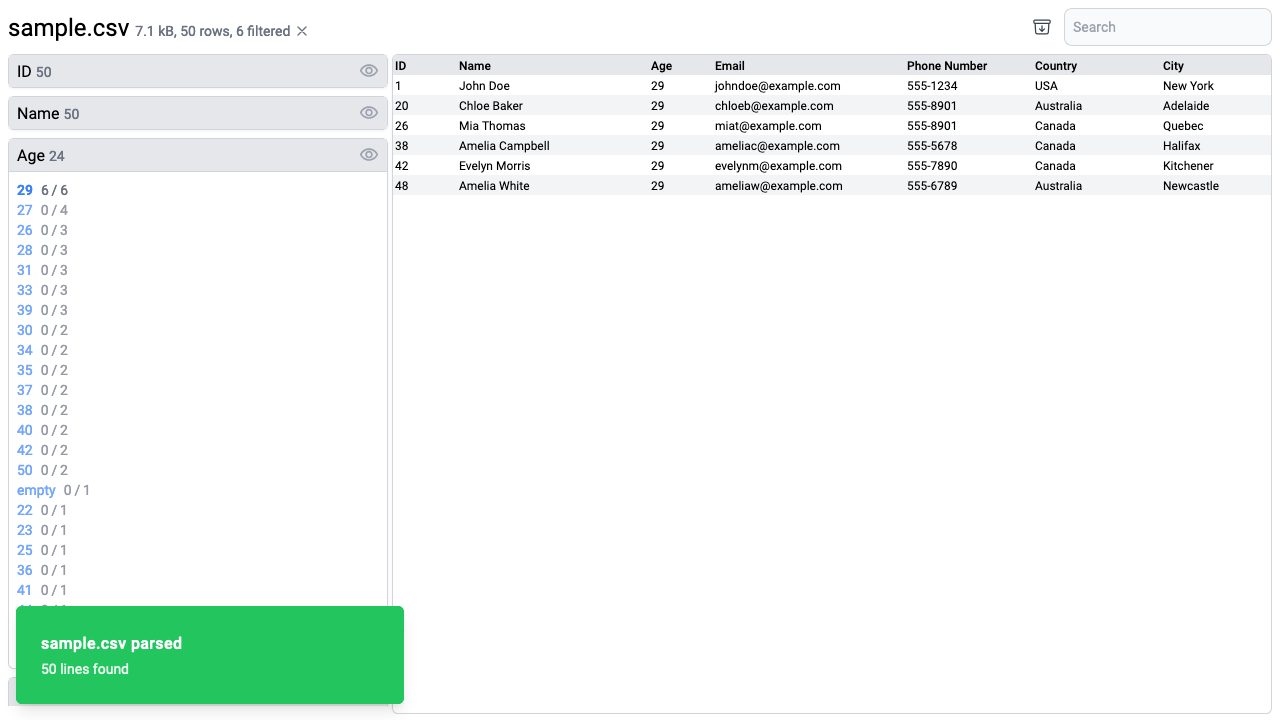 sample.csv 7.1 kB, 50 rows, 6 filtered
Search
ID 50
Name 50
Age 24
29 6 / 6
27 0 / 4
26 0 / 3
28 0 / 3
31 0 / 3
33 0 / 3
39 0 / 3
30 0 / 2
34 0 / 2
35 0 / 2
37 0 / 2
38 0 / 2
40 0 / 2
42 0 / 2
50 0 / 2
empty 0 / 1
22 0 / 1
23 0 / 1
25 0 / 1
36 0 / 1
41 0 / 1
sample.csv parsed
50 lines found
ID Name Age Email Phone Number Country City
1 John Doe 29 johndoe@example.com 555-1234 USA New York
20 Chloe Baker 29 chloeb@example.com 555-8901 Australia Adelaide
26 Mia Thomas 29 miat@example.com 555-8901 Canada Quebec
38 Amelia Campbell 29 ameliac@example.com 555-5678 Canada Halifax
42 Evelyn Morris 29 evelynm@example.com 555-7890 Canada Kitchener
48 Amelia White 29 ameliaw@example.com 555-6789 Australia Newcastle